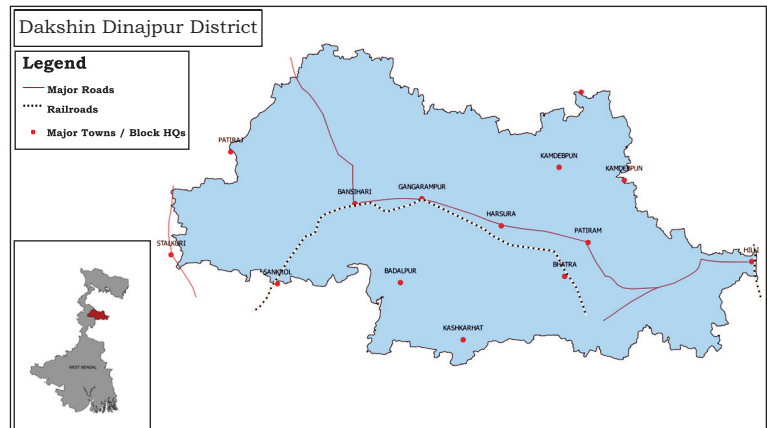 Dakshin Dinajpur District
Legend
Major Roads
Railroads
Major Towns / Block HQs
PATIRAJ
KAMDEBPUN
KAMDEBPUN
BANSIHARI
GANGARAMPUR
HARSURA
PATIRAM
STALKURI
HILLI
SANKROL
BADALPUR
BHATRA
KASHKARHAT
WEST BENGAL